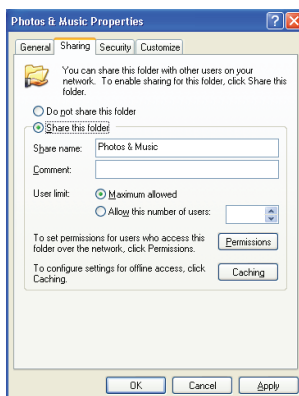 Photos & Music Properties
General Sharing Security Customize
You can share this folder with other users on your
network. To enable sharing for this folder, click Share this
folder.
Do not share this folder
Share this folder
Share name: Photos & Music
Comment:
User limit: Maximum allowed
Allow this number of users:
To set permissions for users who access this
folder over the network, click Permissions.
Permissions
To configure settings for offline access, click
Caching.
Caching
OK Cancel Apply